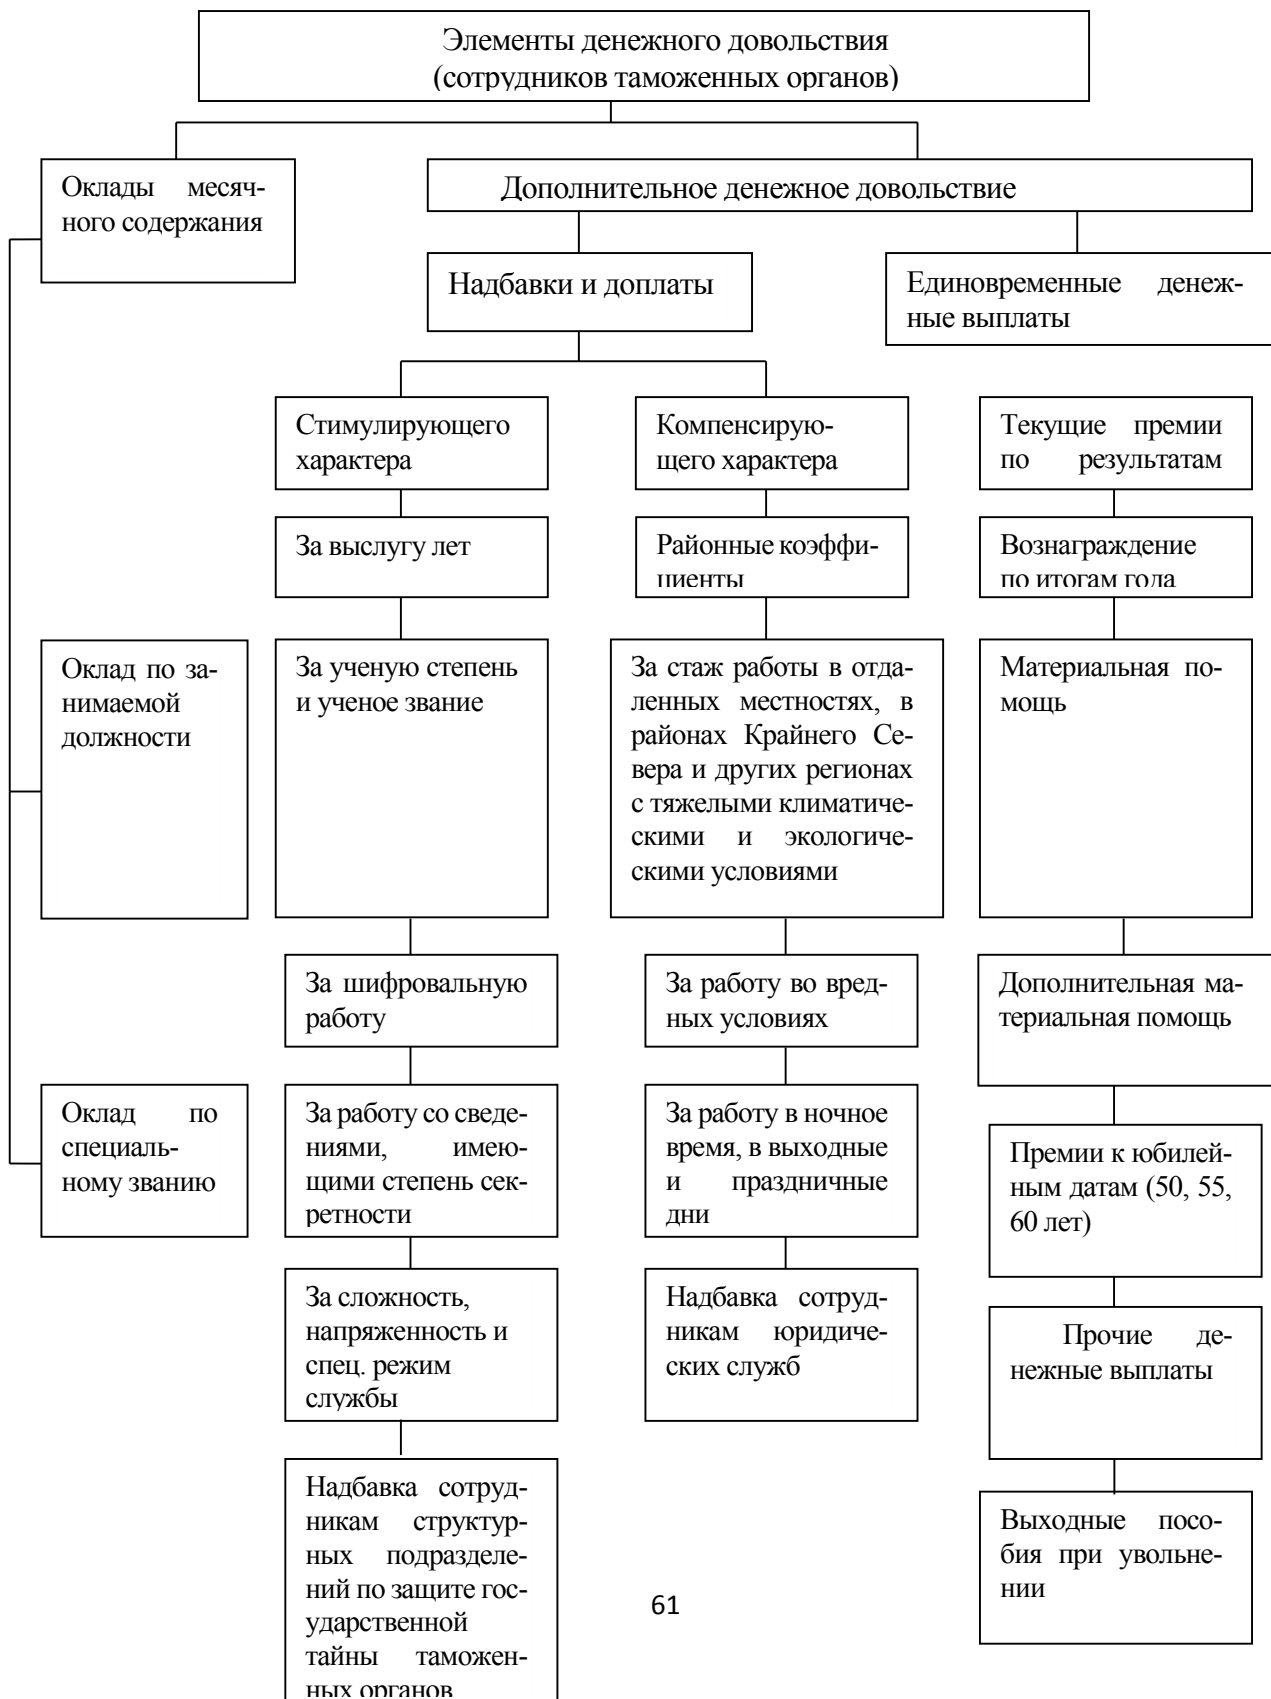 Элементы денежного довольствия
(сотрудников таможенных органов)
Оклады месяч-
ного содержания
Дополнительное денежное довольствие
Надбавки и доплаты
Единовременные денеж-
ные выплаты
Стимулирующего
характера
Компенсирую-
щего характера
Текущие премии
по результатам
За выслугу лет
Районные коэффи-
циенты
Вознаграждение
по итогам года
Оклад по за-
нимаемой
должности
За ученую степень
и ученое звание
За стаж работы в отда-
ленных местностях, в
районах Крайнего Се-
вера и других регионах
с тяжелыми климатиче-
скими и экологиче-
скими условиями
Материальная по-
мощь
За шифровальную
работу
За работу во вред-
ных условиях
Дополнительная ма-
териальная помощь
Оклад по
специаль-
ному званию
За работу со сведе-
ниями, имею-
щими степень сек-
ретности
За работу в ночное
время, в выходные
и праздничные
дни
Премии к юбилей-
ным датам (50, 55,
60 лет)
За сложность,
напряженность и
спец. режим
службы
Надбавка сотруд-
никам юридиче-
ских служб
Прочие де-
нежные выплаты
Надбавка сотруд-
никам структур-
ных подразделе-
ний по защите гос-
ударственной
тайны таможен-
ных органов
Выходные посо-
бия при увольне-
нии
61